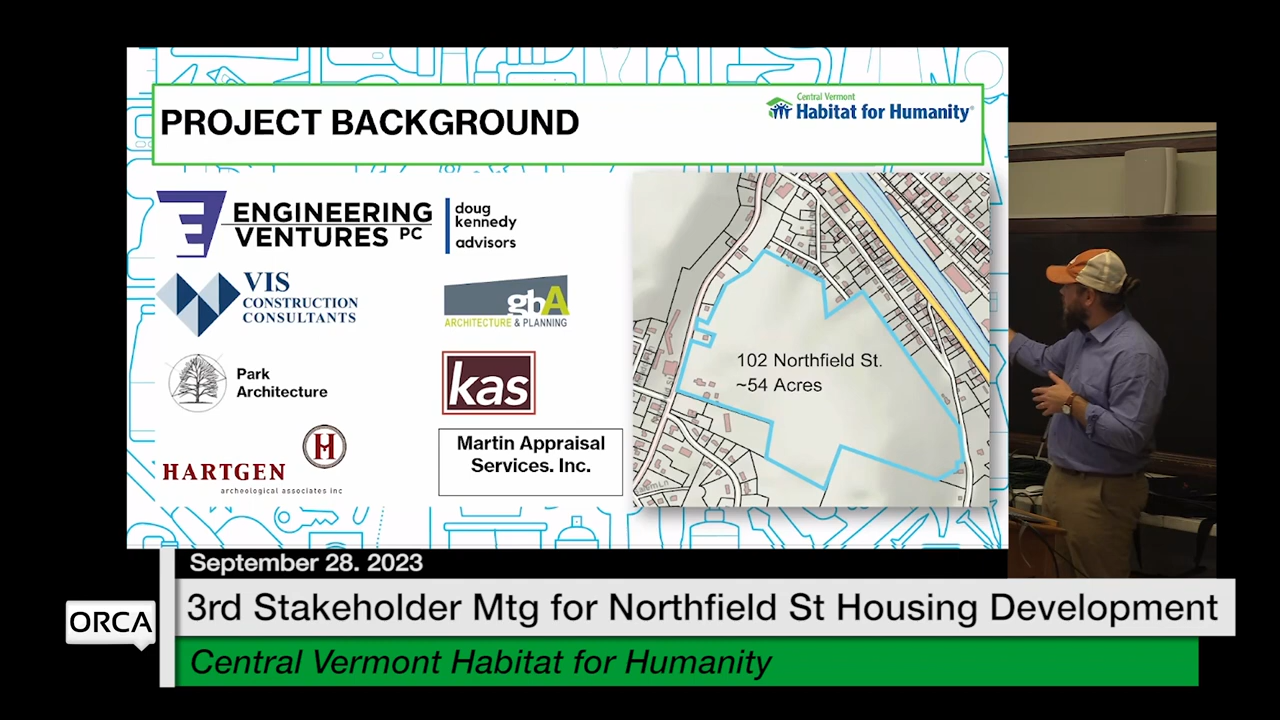 PROJECT BACKGROUND
Central Vermont
Habitat for Humanity®
ENGINEERING
VENTURES PC
doug
kennedy
advisors
VIS
CONSTRUCTION
CONSULTANTS
gbA
ARCHITECTURE & PLANNING
Park
Architecture
kas
H
HARTGEN
archeological associates inc
Martin Appraisal
Services. Inc.
102 Northfield St.
~54 Acres
September 28. 2023
ORCA
3rd Stakeholder Mtg for Northfield St Housing Development
Central Vermont Habitat for Humanity